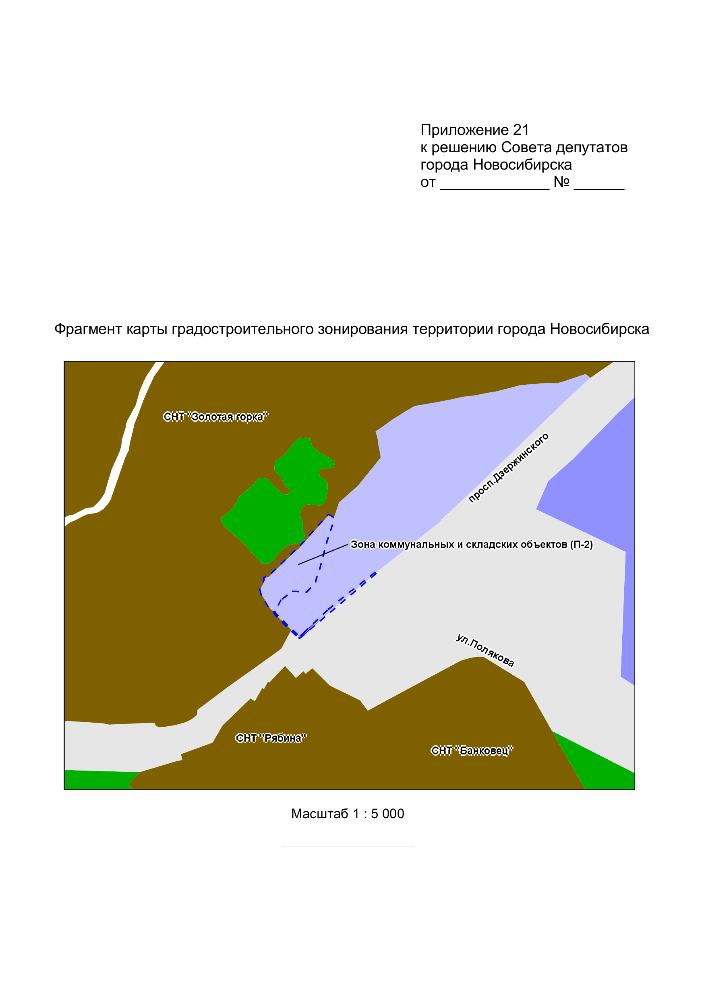 Приложение 21
к решению Совета депутатов
города Новосибирска
от _____________ № ______
Фрагмент карты градостроительного зонирования территории города Новосибирска
СНТ "Золотая горка"
просп.Дзержинского
Зона коммунальных и складских объектов (П-2)
ул.Полякова
СНТ "Рябина"
СНТ "Банковец"
Масштаб 1 : 5 000